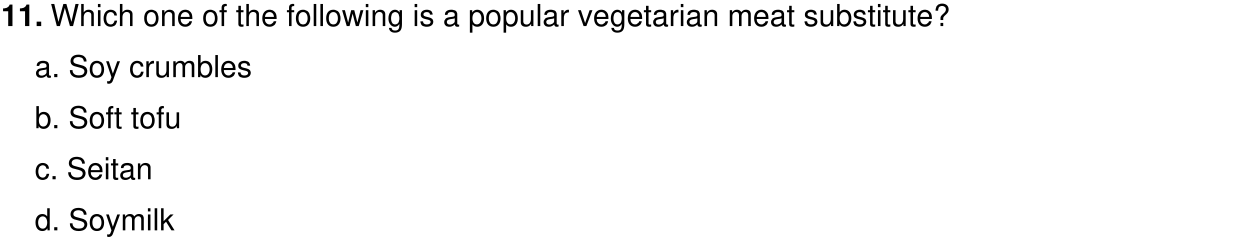 11. Which one of the following is a popular vegetarian meat substitute?
a. Soy crumbles
b. Soft tofu
c. Seitan
d. Soymilk